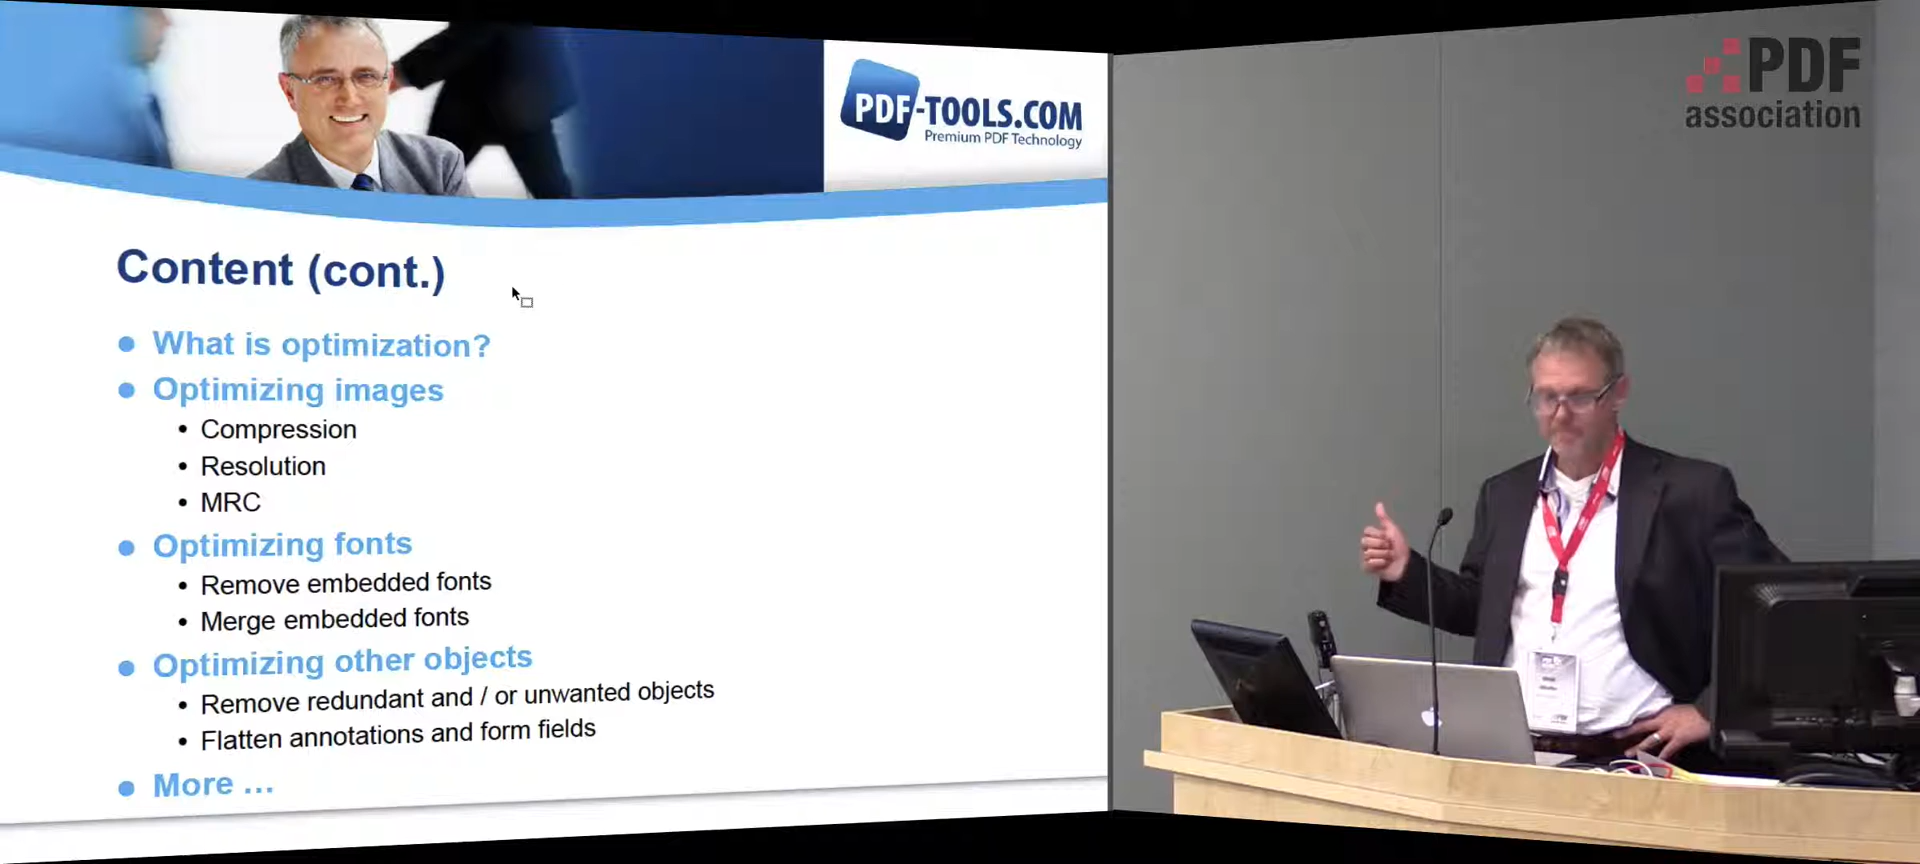 PDF-TOOLS.COM
Premium PDF Technology
PDF
association
Content (cont.)
● What is optimization?
● Optimizing images
• Compression
• Resolution
• MRC
● Optimizing fonts
• Remove embedded fonts
• Merge embedded fonts
● Optimizing other objects
• Remove redundant and / or unwanted objects
• Flatten annotations and form fields
● More ...